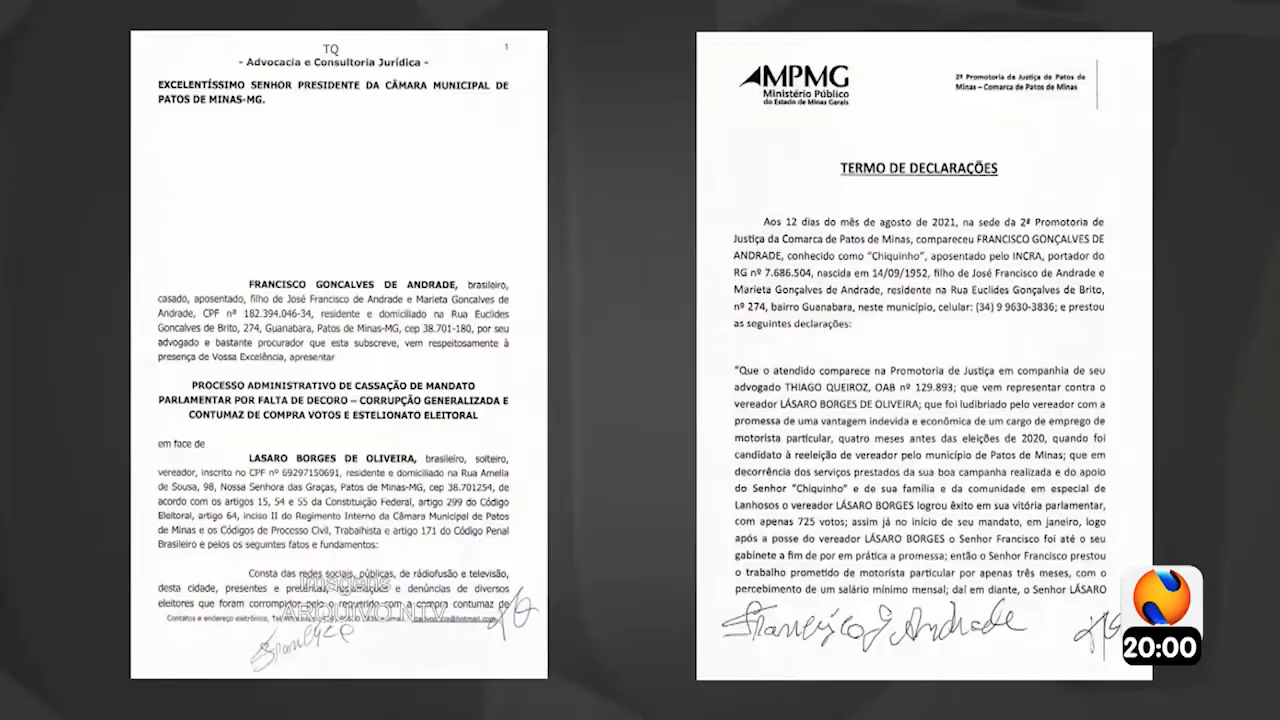 TQ
1
- Advocacia e Consultoria Jurídica -
EXCELENTÍSSIMO SENHOR PRESIDENTE DA CÂMARA MUNICIPAL DE
PATOS DE MINAS-MG.
FRANCISCO GONCALVES DE ANDRADE, brasileiro,
casado, aposentado, filho de José Francisco de Andrade e Marieta Goncalves de
Andrade, CPF nª 182.394.046-34, residente e domiciliado na Rua Euclides
Goncalves de Brito, 274, Guanabara, Patos de Minas-MG, cep 38.701-180, por seu
advogado e bastante procurador que esta subscreve, vem respeitosamente à
presença de Vossa Excelência, apresentar
PROCESSO ADMINISTRATIVO DE CASSAÇÃO DE MANDATO
PARLAMENTAR POR FALTA DE DECORO – CORRUPÇÃO GENERALIZADA E
CONTUMAZ DE COMPRA VOTOS E ESTELIONATO ELEITORAL
em face de
LASARO BORGES DE OLIVEIRA, brasileiro, solteiro,
vereador, inscrito no CPF nº 69297150691, residente e domiciliado na Rua Amelia
de Sousa, 98, Nossa Senhora das Graças, Patos de Minas-MG, cep 38.701254, de
acordo com os artigos 15, 54 e 55 da Constituição Federal, artigo 299 do Código
Eleitoral, artigo 64, inciso II do Regimento Interno da Câmara Municipal de Patos
de Minas e os Códigos de Processo Civil, Trabalhista e artigo 171 do Código Penal
Brasileiro e pelos os seguintes fatos e fundamentos:
Consta das redes sociais, públicas, de rádiofusão e televisão,
desta cidade, presentes e e denúncias de diversos
eleitores que foram corrompidos pelo o requerido com a compra contumaz de
Contatos e endereço eletrônico,
Imagens
ARQUIVO NTV
MPMG
Ministério Público
do Estado de Minas Gerais
2ª Promotoria de Justiça de Patos de
Minas – Comarca de Patos de Minas
TERMO DE DECLARAÇÕES
Aos 12 dias do mês de agosto de 2021, na sede da 2ª Promotoria de
Justiça da Comarca de Patos de Minas, compareceu FRANCISCO GONÇALVES DE
ANDRADE, conhecido como "Chiquinho", aposentado pelo INCRA, portador do
RG nº 7.686.504, nascida em 14/09/1952, filho de José Francisco de Andrade e
Marieta Gonçalves de Andrade, residente na Rua Euclides Gonçalves de Brito,
nº 274, bairro Guanabara, neste município, celular: (34) 9 9630-3836; e prestou
as seguintes declarações:
"Que o atendido comparece na Promotoria de Justiça em companhia de seu
advogado THIAGO QUEIROZ, OAB nº 129.893; que vem representar contra o
vereador LÁSARO BORGES DE OLIVEIRA; que foi ludibriado pelo vereador com a
promessa de uma vantagem indevida e econômica de um cargo de emprego de
motorista particular, quatro meses antes das eleições de 2020, quando foi
candidato à reeleição de vereador pelo município de Patos de Minas; que em
decorrência dos serviços prestados da sua boa campanha realizada e do apoio
do Senhor "Chiquinho" e de sua família e da comunidade em especial de
Lanhosos o vereador LÁSARO BORGES logrou êxito em sua vitória parlamentar,
com apenas 725 votos; assim já no início de seu mandato, em janeiro, logo
após a posse do vereador LÁSARO BORGES o Senhor Francisco foi até o seu
gabinete a fim de por em prática a promessa; então o Senhor Francisco prestou
o trabalho prometido de motorista particular por apenas três meses, com o
percebimento de um salário mínimo mensal; daí em diante, o Senhor LÁSARO
Francisco G Andrade
20:00